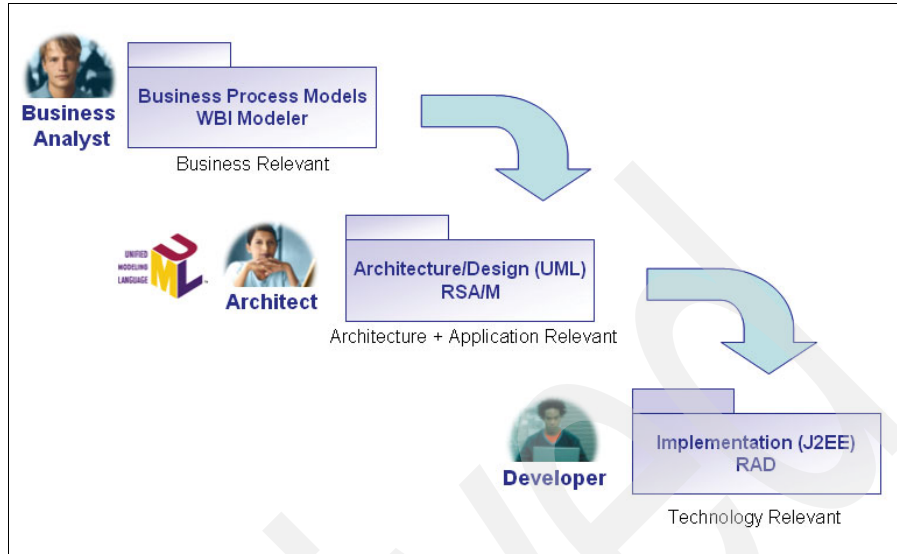 Business Process Models
WBI Modeler
Business
Analyst
Business Relevant
UNIFIED
MODELING
LANGUAGE
UML
TM
Architect
Architecture/Design (UML)
RSA/M
Architecture + Application Relevant
Developer
Implementation (J2EE)
RAD
Technology Relevant